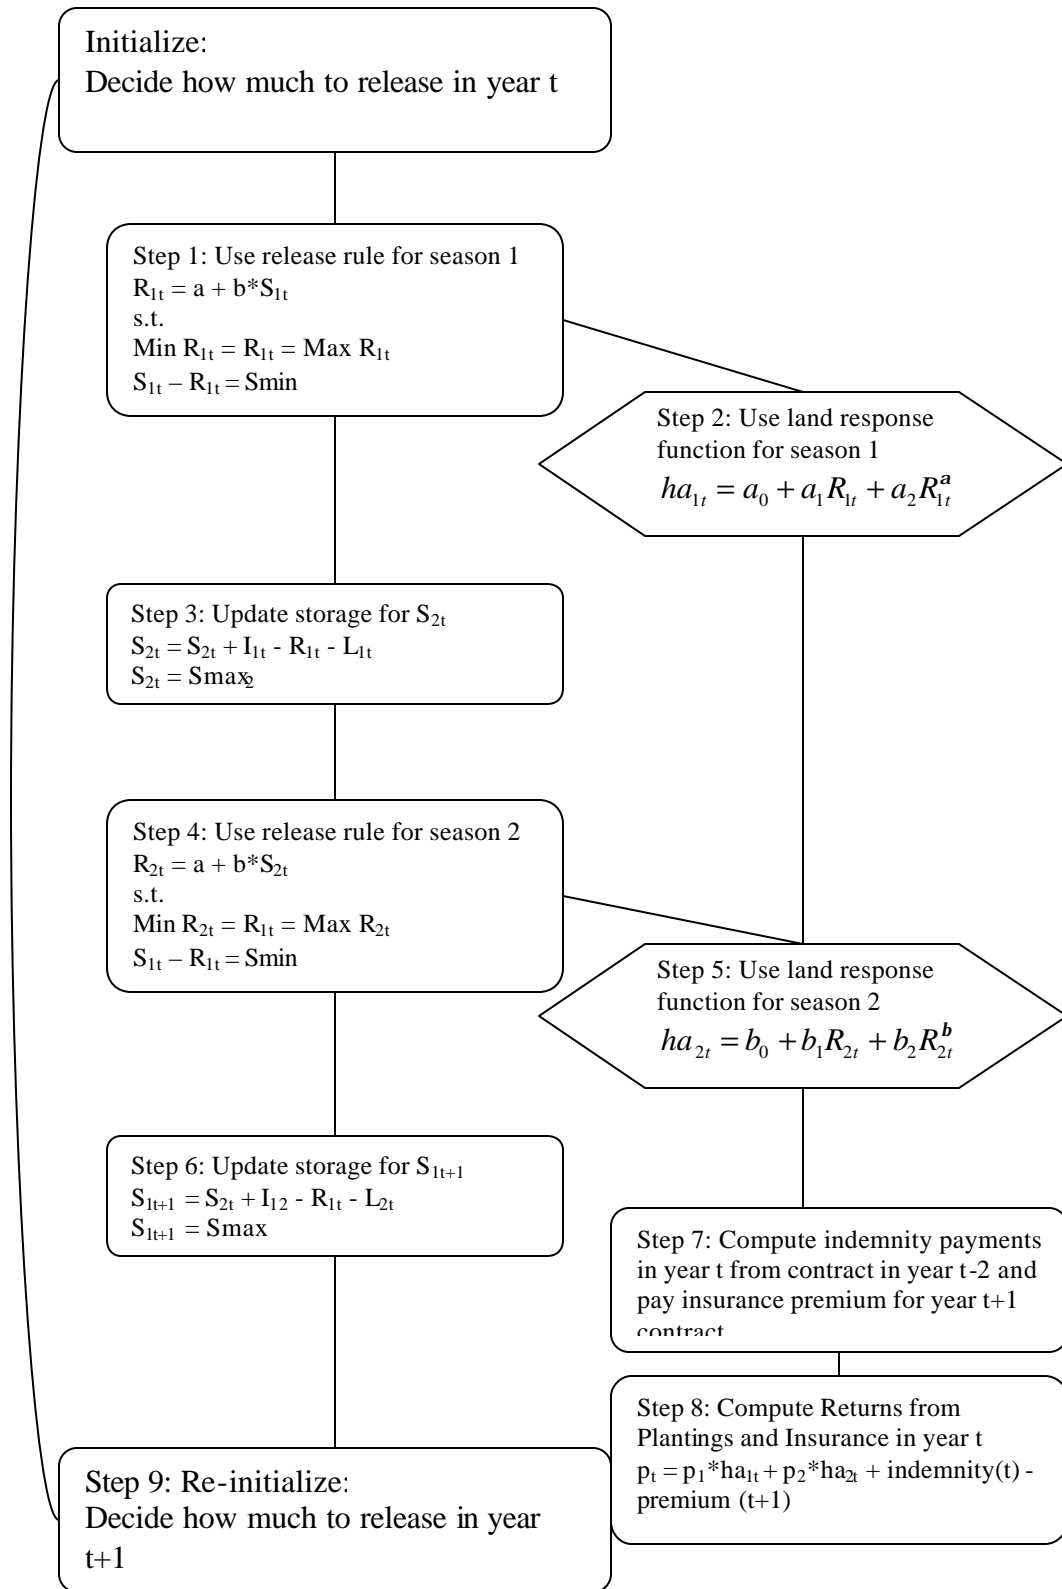 Initialize:
Decide how much to release in year t
Step 1: Use release rule for season 1
R₁ₜ = a + b*S₁ₜ
s.t.
Min R₁ₜ = R₁ₜ = Max R₁ₜ
S₁ₜ – R₁ₜ = Smin
Step 2: Use land response
function for season 1
ha₁ₜ = a₀ + a₁R₁ₜ + a₂R₁ₜᵃ
Step 3: Update storage for S₂ₜ
S₂ₜ = S₂ₜ + I₁ₜ - R₁ₜ - L₁ₜ
S₂ₜ = Smax₂
Step 4: Use release rule for season 2
R₂ₜ = a + b*S₂ₜ
s.t.
Min R₂ₜ = R₁ₜ = Max R₂ₜ
S₁ₜ – R₁ₜ = Smin
Step 5: Use land response
function for season 2
ha₂ₜ = b₀ + b₁R₂ₜ + b₂R₂ₜᵇ
Step 6: Update storage for S₁ₜ₊₁
S₁ₜ₊₁ = S₂ₜ + I₁₂ - R₁ₜ - L₂ₜ
S₁ₜ₊₁ = Smax
Step 7: Compute indemnity payments
in year t from contract in year t-2 and
pay insurance premium for year t+1
contract
Step 8: Compute Returns from
Plantings and Insurance in year t
pₜ = p₁*ha₁ₜ + p₂*ha₂ₜ + indemnity(t) -
premium (t+1)
Step 9: Re-initialize:
Decide how much to release in year
t+1